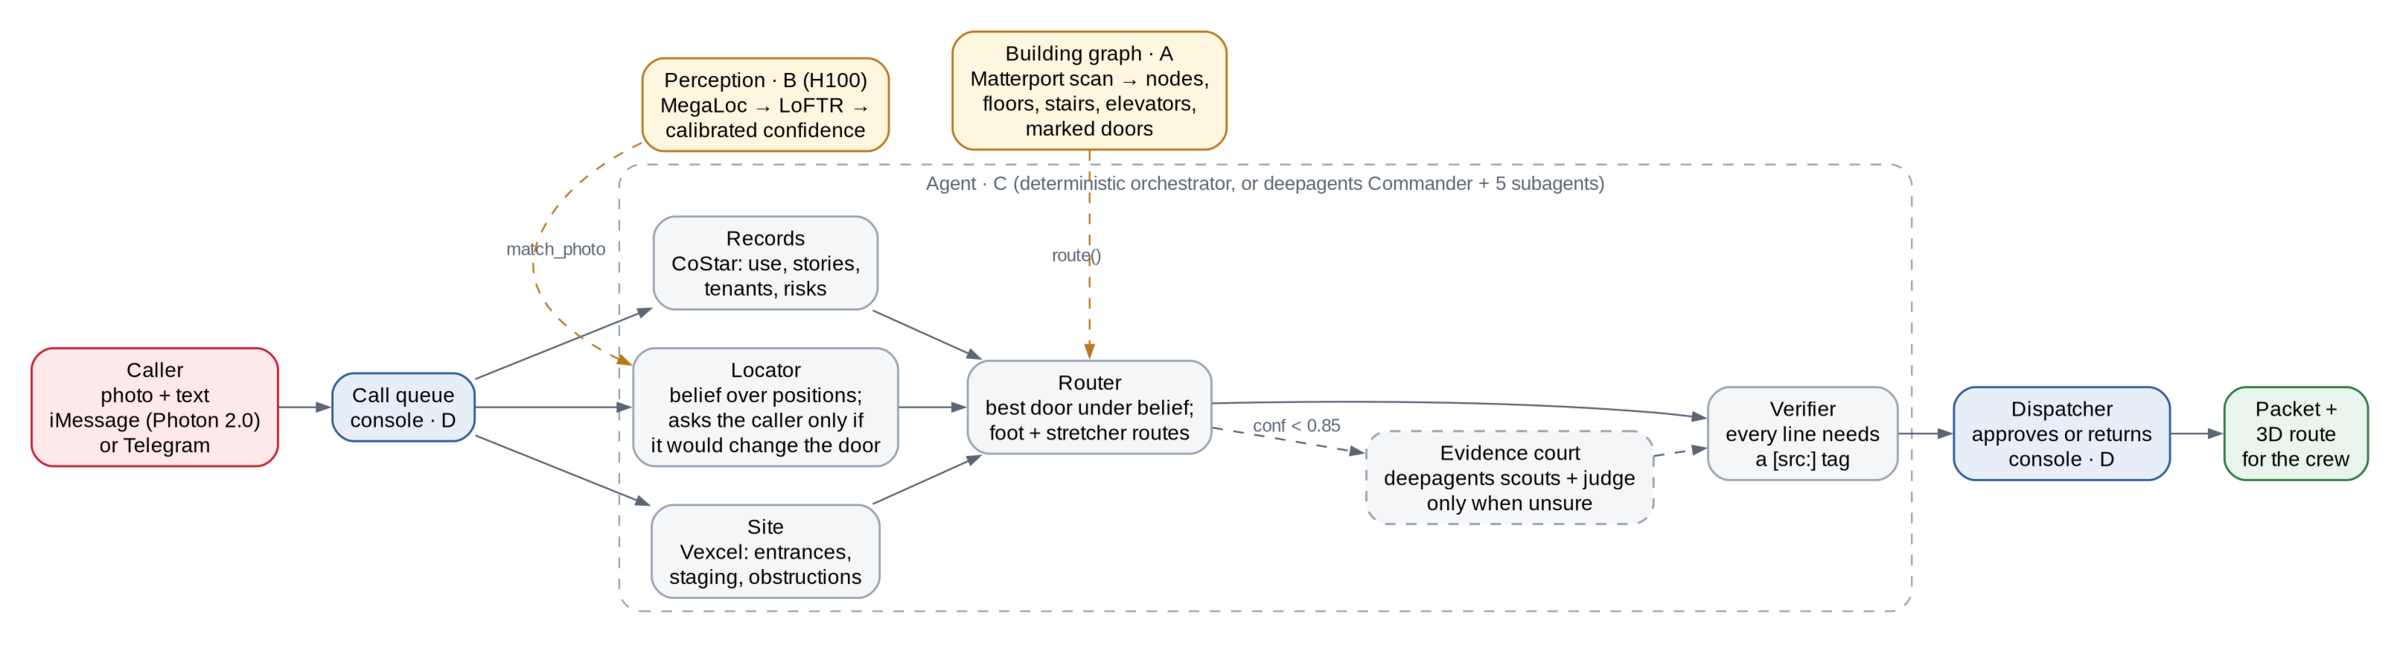 Perception · B (H100)
MegaLoc → LoFTR →
calibrated confidence
Building graph · A
Matterport scan → nodes,
floors, stairs, elevators,
marked doors
Agent · C (deterministic orchestrator, or deepagents Commander + 5 subagents)
match_photo
route()
Caller
photo + text
iMessage (Photon 2.0)
or Telegram
Call queue
console · D
Records
CoStar: use, stories,
tenants, risks
Locator
belief over positions;
asks the caller only if
it would change the door
Site
Vexcel: entrances,
staging, obstructions
Router
best door under belief;
foot + stretcher routes
conf < 0.85
Evidence court
deepagents scouts + judge
only when unsure
Verifier
every line needs
a [src:] tag
Dispatcher
approves or returns
console · D
Packet +
3D route
for the crew